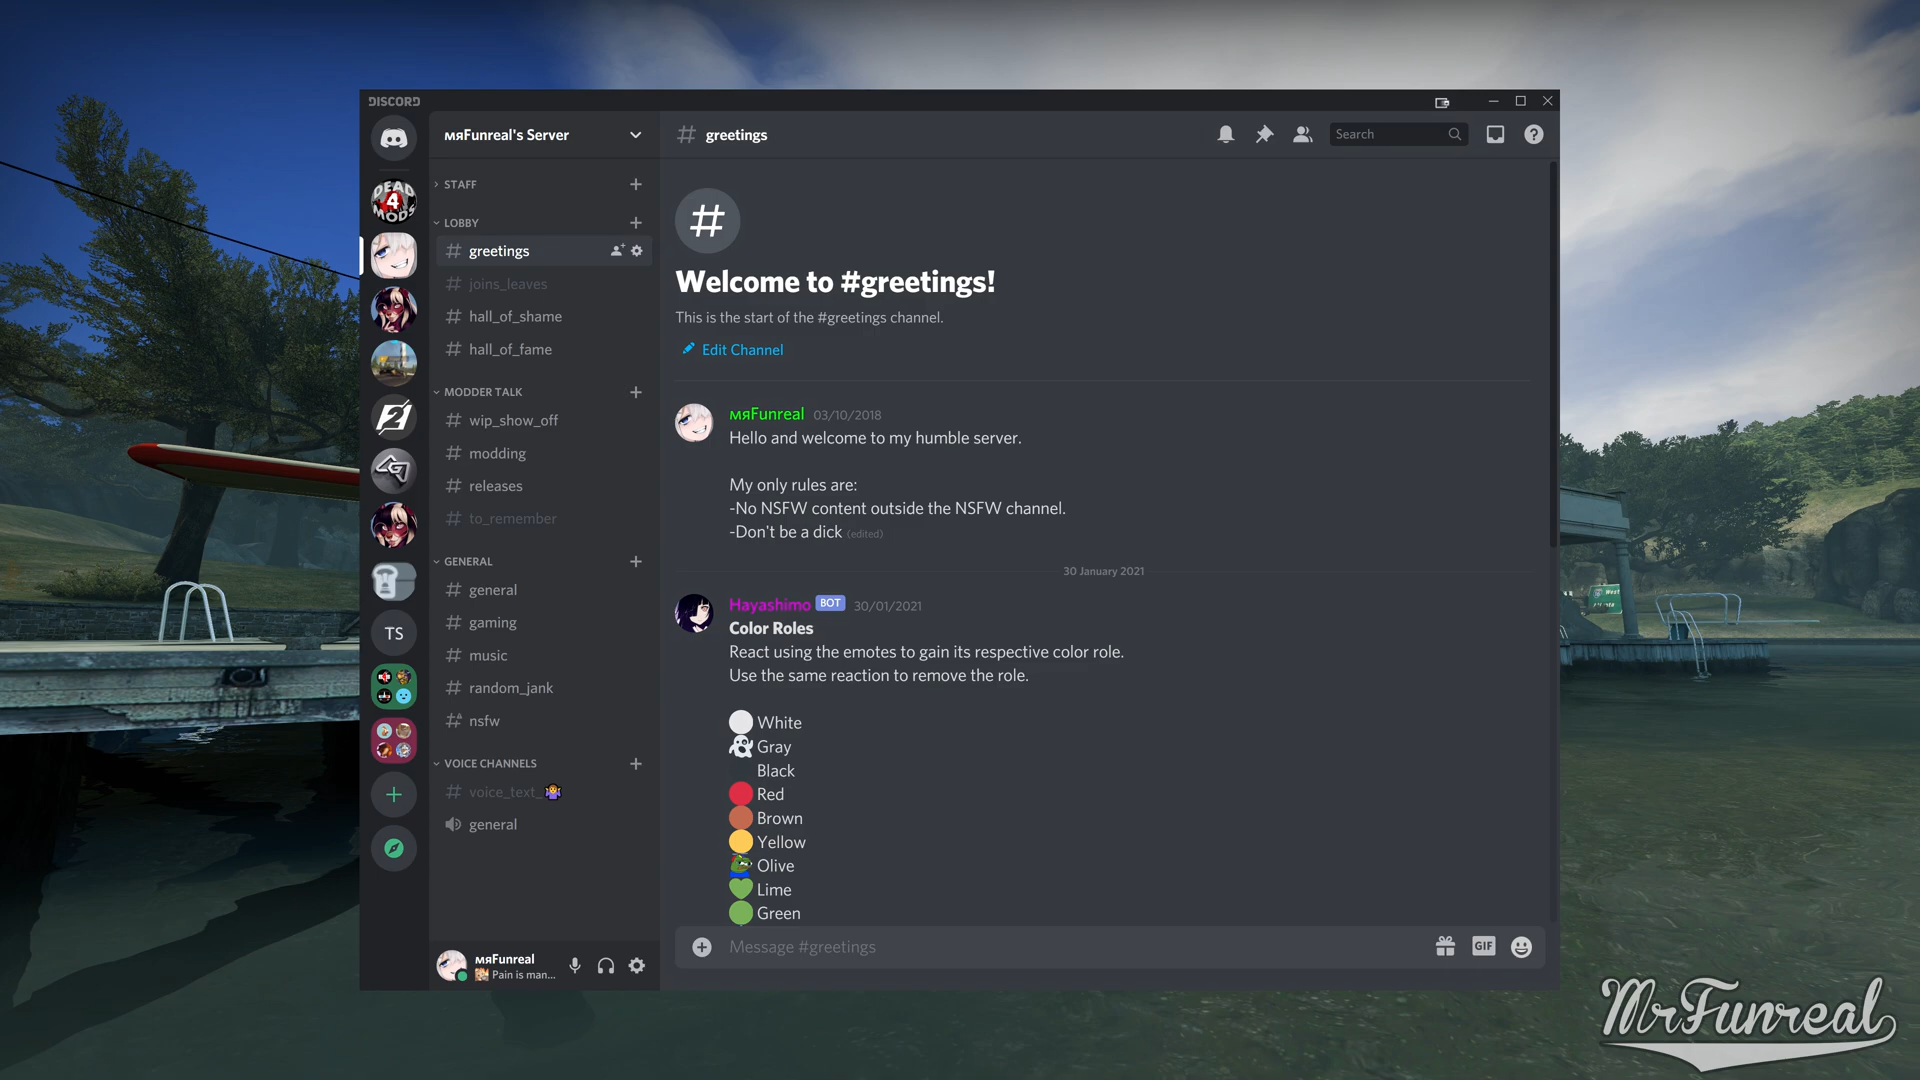 DISCORD
мяFunreal's Server
greetings
Search
DEAD
4
MODS
TS
STAFF
LOBBY
greetings
joins_leaves
hall_of_shame
hall_of_fame
MODDER TALK
wip_show_off
modding
releases
to_remember
GENERAL
general
gaming
music
random_jank
nsfw
VOICE CHANNELS
voice_text_
general
мяFunreal
Pain is man...
Welcome to #greetings!
This is the start of the #greetings channel.
Edit Channel
мяFunreal 03/10/2018
Hello and welcome to my humble server.
My only rules are:
-No NSFW content outside the NSFW channel.
-Don't be a dick (edited)
30 January 2021
Hayashimo BOT 30/01/2021
Color Roles
React using the emotes to gain its respective color role.
Use the same reaction to remove the role.
White
Gray
Black
Red
Brown
Yellow
Olive
Lime
Green
Message #greetings
GIF
West
MrFunreal